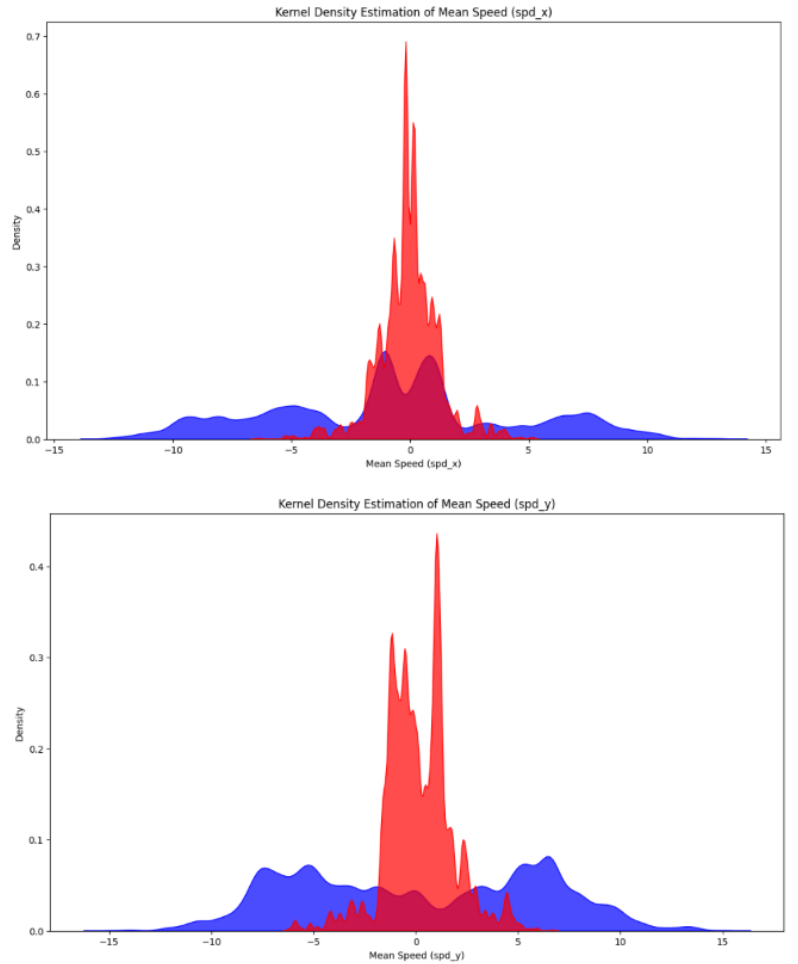 Kernel Density Estimation of Mean Speed (spd_x)
0.7
0.6
0.5
0.4
0.3
0.2
0.1
0.0
Density
−15 −10 −5 0 5 10 15
Mean Speed (spd_x)
Kernel Density Estimation of Mean Speed (spd_y)
0.4
0.3
0.2
0.1
0.0
Density
−15 −10 −5 0 5 10 15
Mean Speed (spd_y)